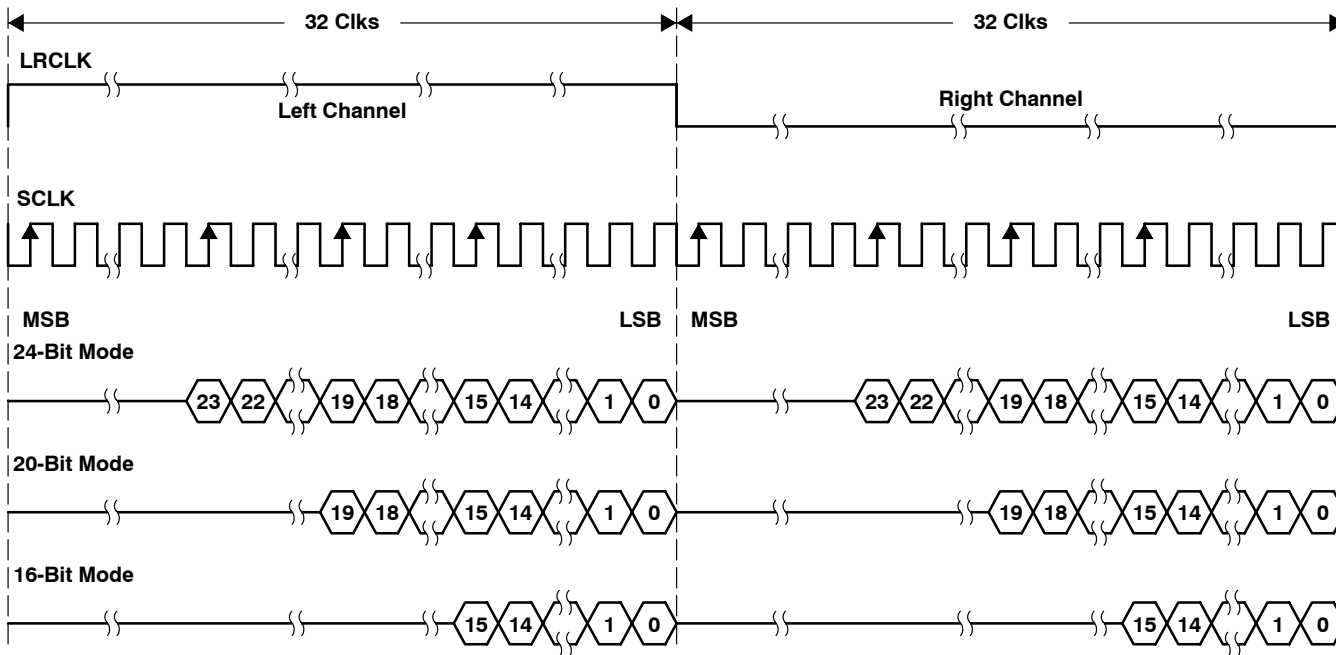 32 Clks 32 Clks
LRCLK
Left Channel Right Channel
SCLK
MSB LSB MSB LSB
24-Bit Mode
23 22 19 18 15 14 1 0 23 22 19 18 15 14 1 0
20-Bit Mode
19 18 15 14 1 0 19 18 15 14 1 0
16-Bit Mode
15 14 1 0 15 14 1 0